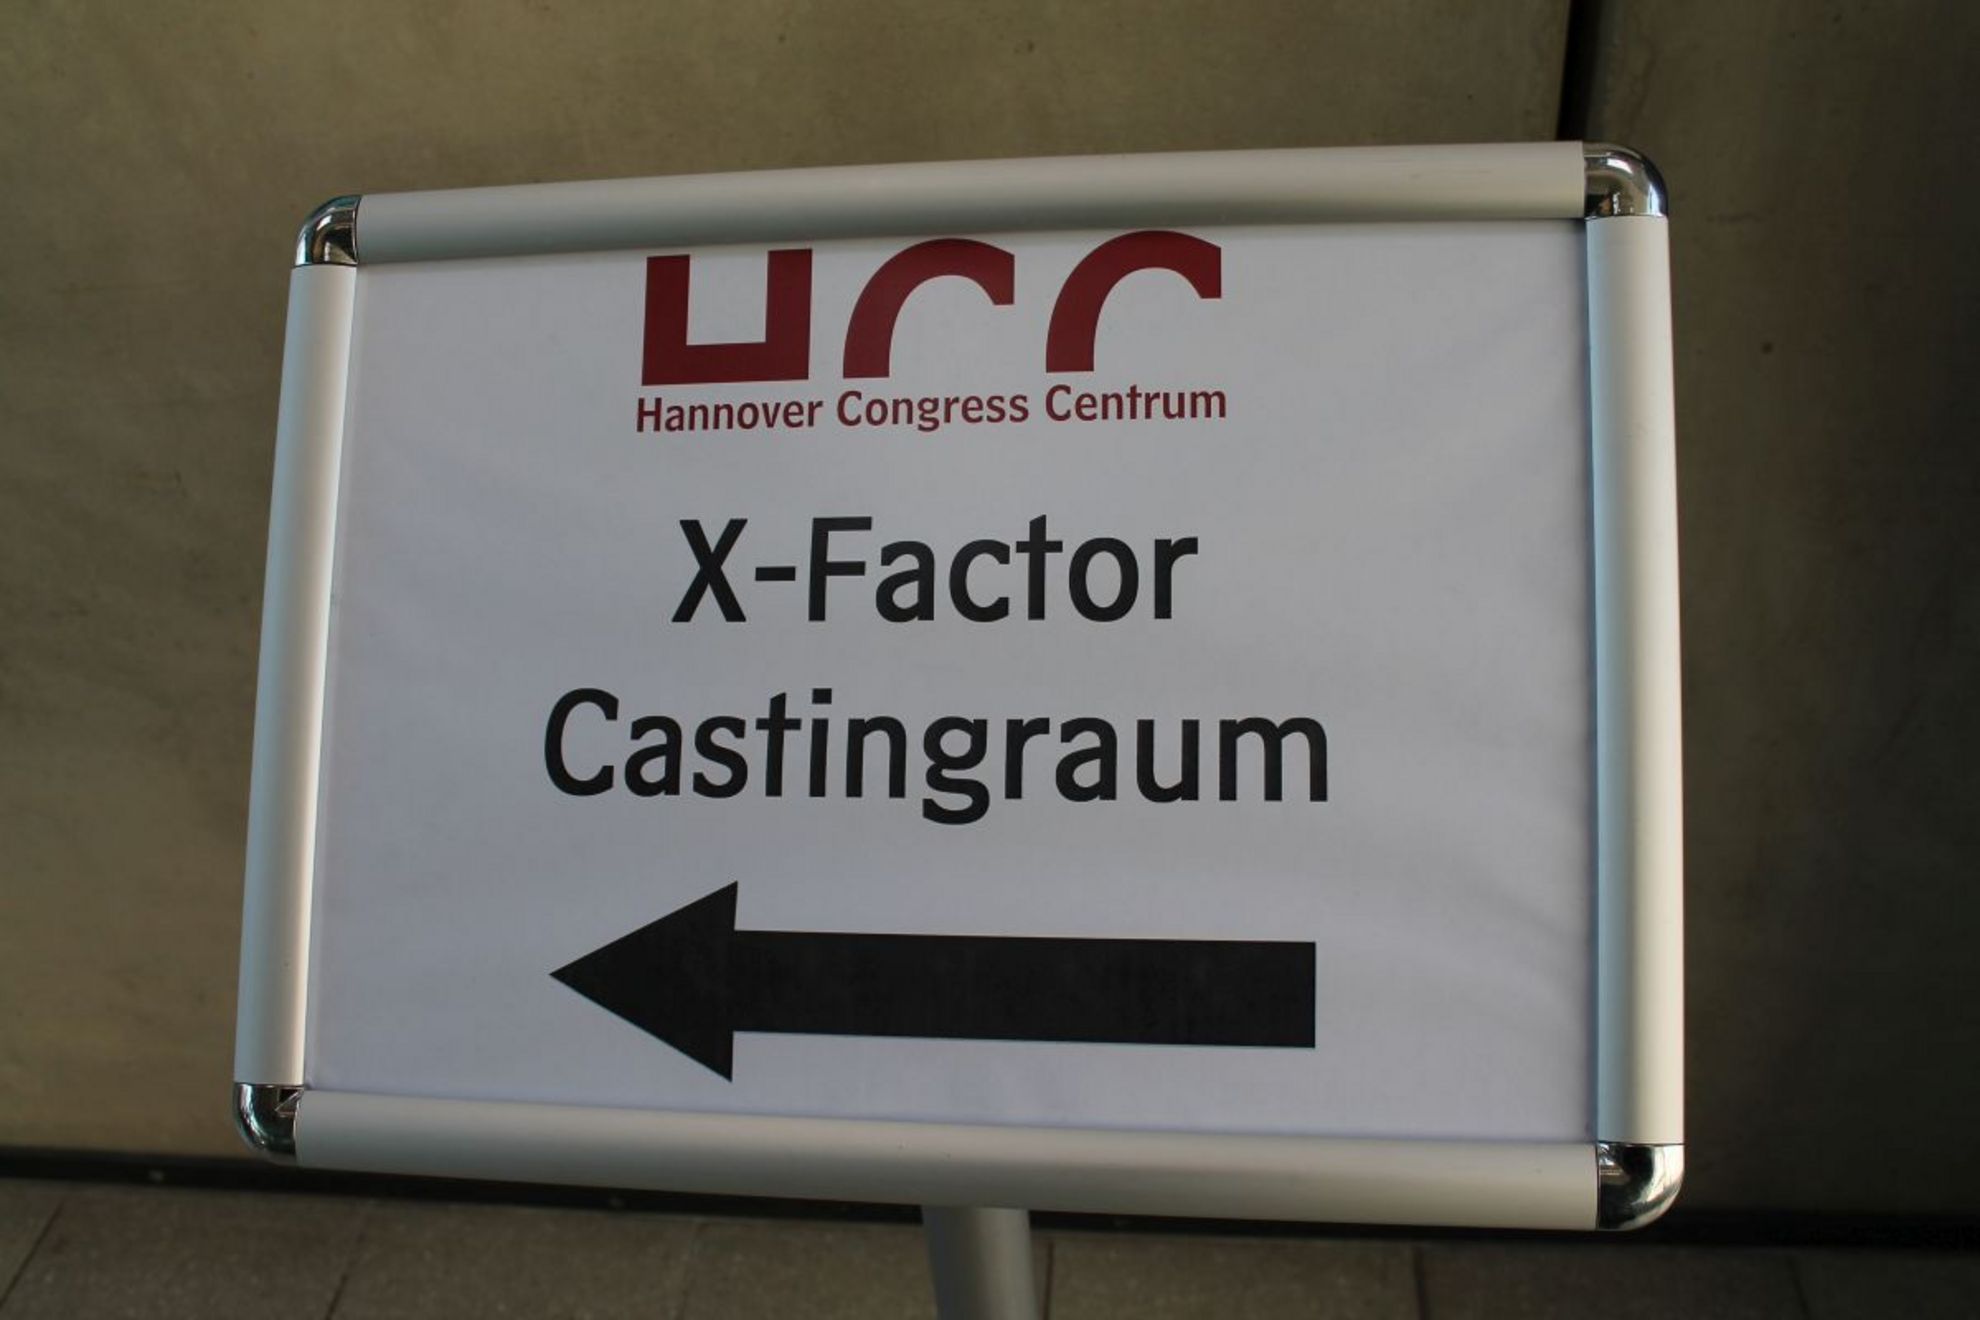 HCC
Hannover Congress Centrum
X-Factor
Castingraum